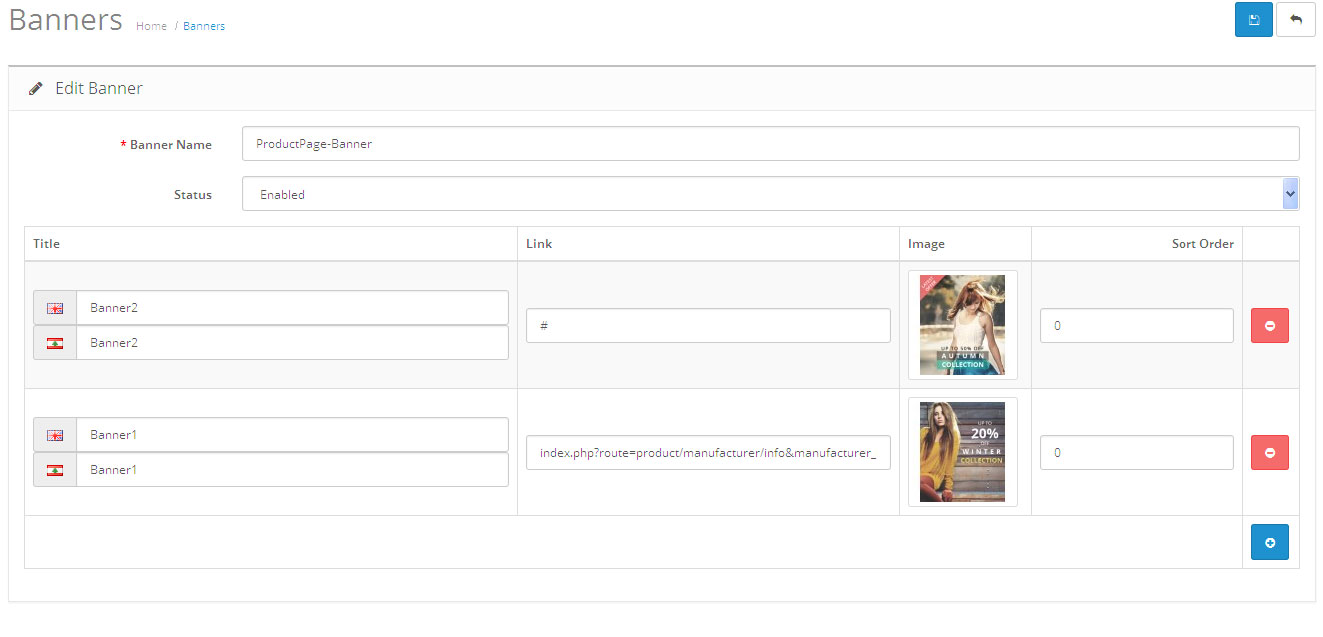 Banners Home / Banners
Edit Banner
* Banner Name ProductPage-Banner
Status Enabled
Title Link Image Sort Order
Banner2
Banner2
#
UP TO 50% OFF
AUTUMN
COLLECTION
0
Banner1
Banner1
index.php?route=product/manufacturer/info&manufacturer_
UP TO
20%
OFF
WINTER
COLLECTION
0